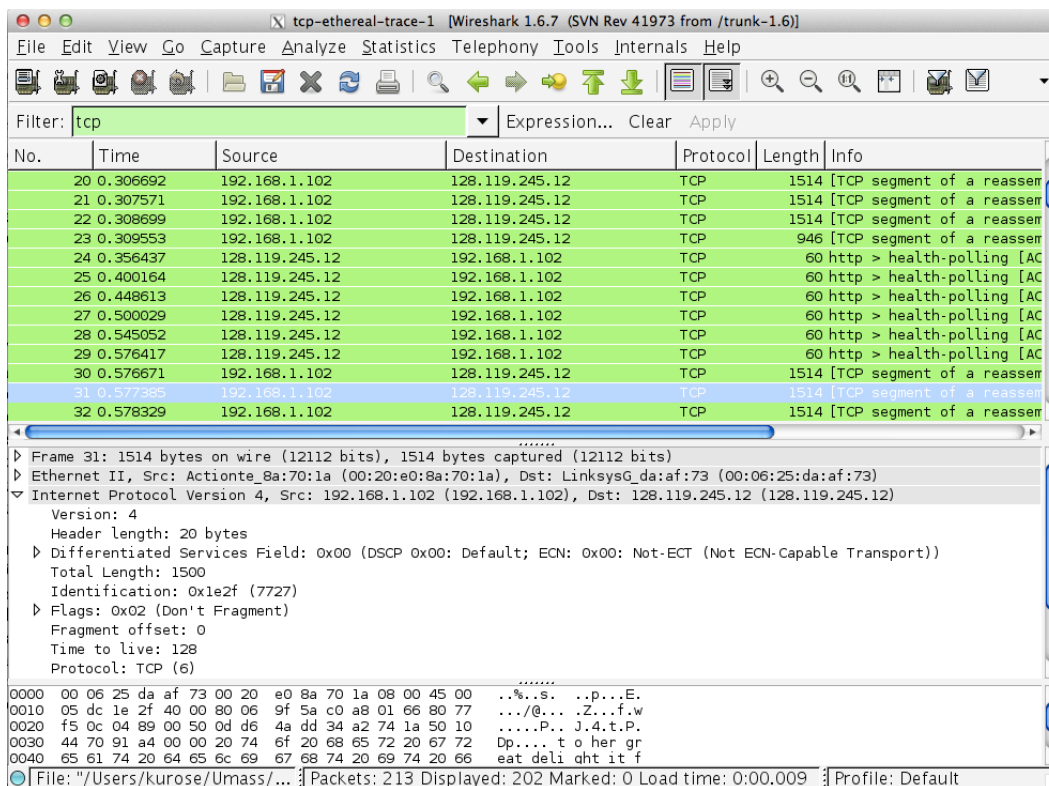 tcp-ethereal-trace-1 [Wireshark 1.6.7 (SVN Rev 41973 from /trunk-1.6)]
File Edit View Go Capture Analyze Statistics Telephony Tools Internals Help
Filter: tcp Expression... Clear Apply
No. Time Source Destination Protocol Length Info
20 0.306692 192.168.1.102 128.119.245.12 TCP 1514 [TCP segment of a reassem
21 0.307571 192.168.1.102 128.119.245.12 TCP 1514 [TCP segment of a reassem
22 0.308699 192.168.1.102 128.119.245.12 TCP 1514 [TCP segment of a reassem
23 0.309553 192.168.1.102 128.119.245.12 TCP 946 [TCP segment of a reassem
24 0.356437 128.119.245.12 192.168.1.102 TCP 60 http > health-polling [AC
25 0.400164 128.119.245.12 192.168.1.102 TCP 60 http > health-polling [AC
26 0.448613 128.119.245.12 192.168.1.102 TCP 60 http > health-polling [AC
27 0.500029 128.119.245.12 192.168.1.102 TCP 60 http > health-polling [AC
28 0.545052 128.119.245.12 192.168.1.102 TCP 60 http > health-polling [AC
29 0.576417 128.119.245.12 192.168.1.102 TCP 60 http > health-polling [AC
30 0.576671 192.168.1.102 128.119.245.12 TCP 1514 [TCP segment of a reassem
31 0.577385 192.168.1.102 128.119.245.12 TCP 1514 [TCP segment of a reassem
32 0.578329 192.168.1.102 128.119.245.12 TCP 1514 [TCP segment of a reassem
Frame 31: 1514 bytes on wire (12112 bits), 1514 bytes captured (12112 bits)
Ethernet II, Src: Actionte_8a:70:1a (00:20:e0:8a:70:1a), Dst: LinksysG_da:af:73 (00:06:25:da:af:73)
Internet Protocol Version 4, Src: 192.168.1.102 (192.168.1.102), Dst: 128.119.245.12 (128.119.245.12)
Version: 4
Header length: 20 bytes
Differentiated Services Field: 0x00 (DSCP 0x00: Default; ECN: 0x00: Not-ECT (Not ECN-Capable Transport))
Total Length: 1500
Identification: 0x1e2f (7727)
Flags: 0x02 (Don't Fragment)
Fragment offset: 0
Time to live: 128
Protocol: TCP (6)
0000 00 06 25 da af 73 00 20 e0 8a 70 1a 08 00 45 00 ..%..s. ..p...E.
0010 05 dc 1e 2f 40 00 80 06 9f 5a c0 a8 01 66 80 77 .../@... .Z...f.w
0020 f5 0c 04 89 00 50 0d d6 4a dd 34 a2 74 1a 50 10 .....P.. J.4.t.P.
0030 44 70 91 a4 00 00 20 74 6f 20 68 65 72 20 67 72 Dp.... t o her gr
0040 65 61 74 20 64 65 6c 69 67 68 74 20 69 74 20 66 eat deli ght it f
File: "/Users/kurose/Umass/... Packets: 213 Displayed: 202 Marked: 0 Load time: 0:00.009 Profile: Default